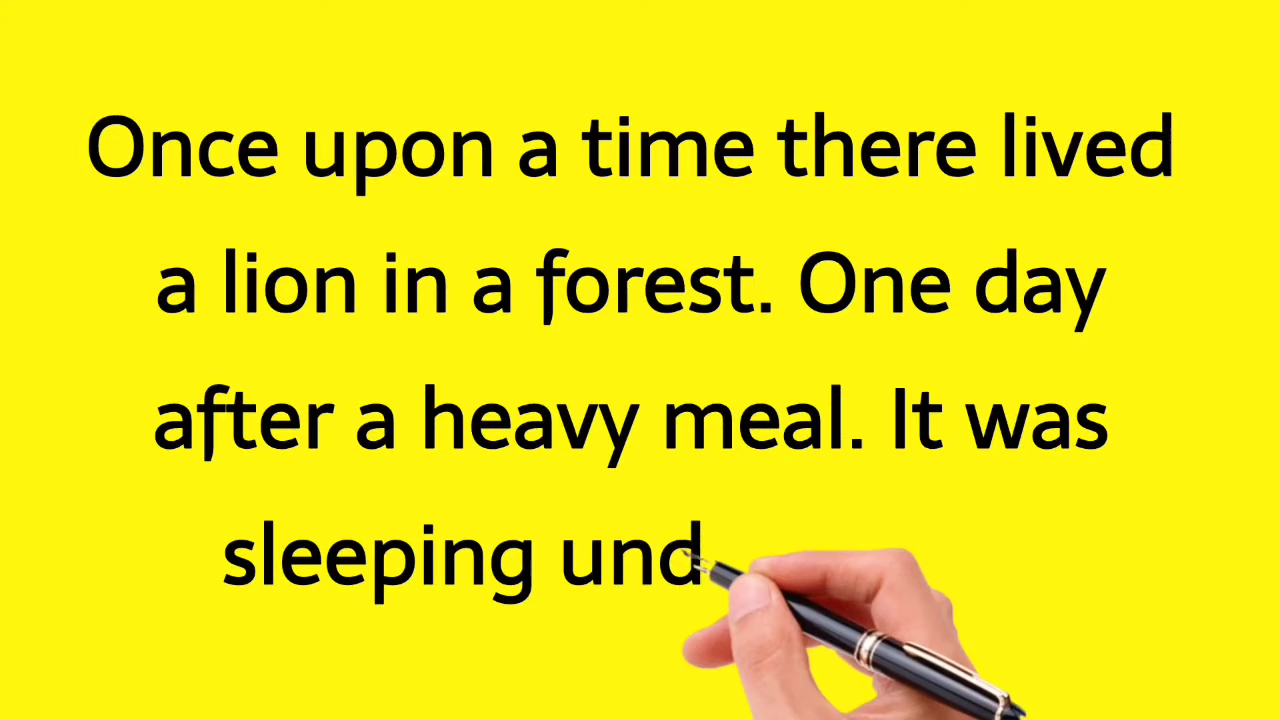 Once upon a time there lived
a lion in a forest. One day
after a heavy meal. It was
sleeping und